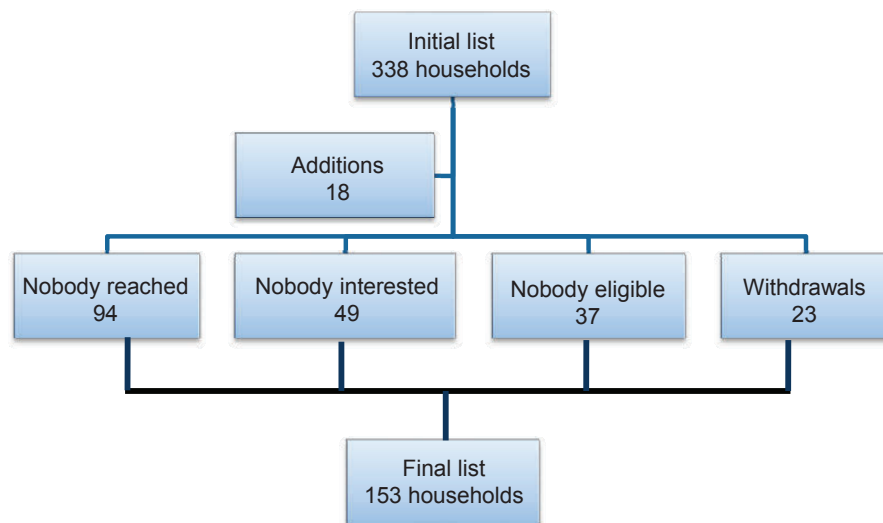 Initial list
338 households
Additions
18
Nobody reached
94
Nobody interested
49
Nobody eligible
37
Withdrawals
23
Final list
153 households